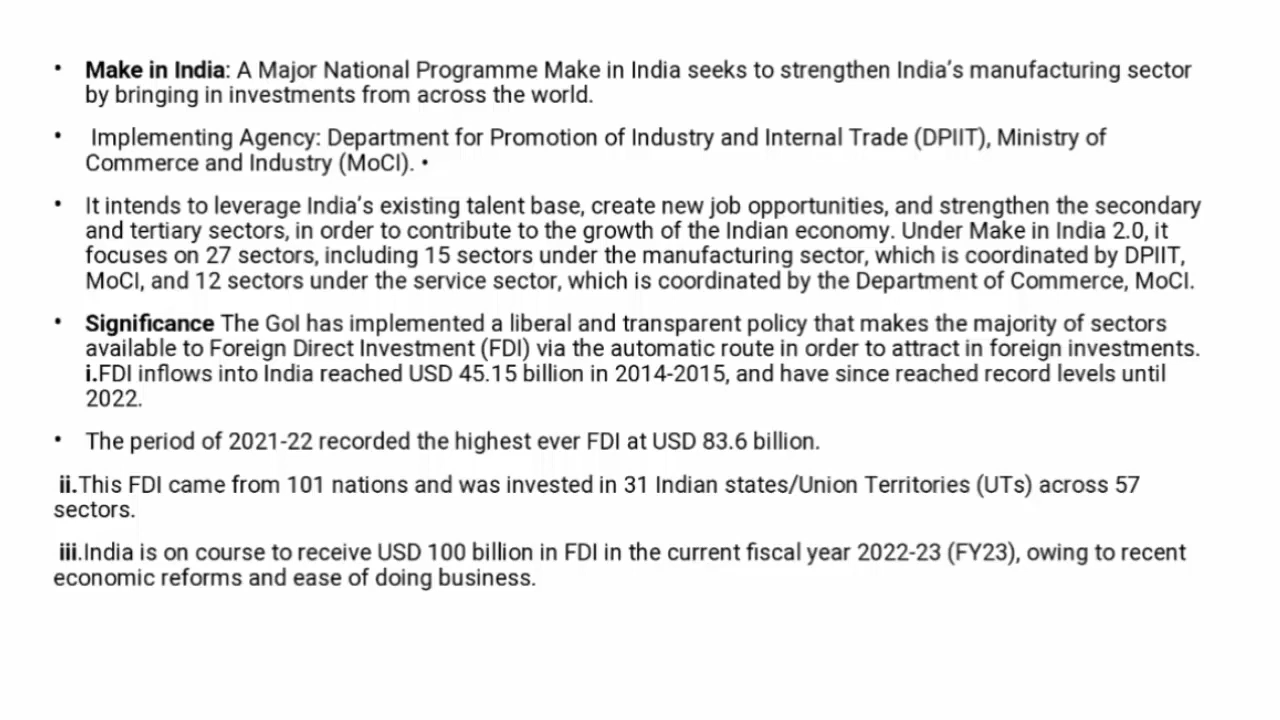 • Make in India: A Major National Programme Make in India seeks to strengthen India's manufacturing sector
by bringing in investments from across the world.
• Implementing Agency: Department for Promotion of Industry and Internal Trade (DPIIT), Ministry of
Commerce and Industry (MoCI). •
• It intends to leverage India's existing talent base, create new job opportunities, and strengthen the secondary
and tertiary sectors, in order to contribute to the growth of the Indian economy. Under Make in India 2.0, it
focuses on 27 sectors, including 15 sectors under the manufacturing sector, which is coordinated by DPIIT,
MoCI, and 12 sectors under the service sector, which is coordinated by the Department of Commerce, MoCI.
• Significance The GoI has implemented a liberal and transparent policy that makes the majority of sectors
available to Foreign Direct Investment (FDI) via the automatic route in order to attract in foreign investments.
i.FDI inflows into India reached USD 45.15 billion in 2014-2015, and have since reached record levels until
2022.
• The period of 2021-22 recorded the highest ever FDI at USD 83.6 billion.
ii.This FDI came from 101 nations and was invested in 31 Indian states/Union Territories (UTs) across 57
sectors.
iii.India is on course to receive USD 100 billion in FDI in the current fiscal year 2022-23 (FY23), owing to recent
economic reforms and ease of doing business.